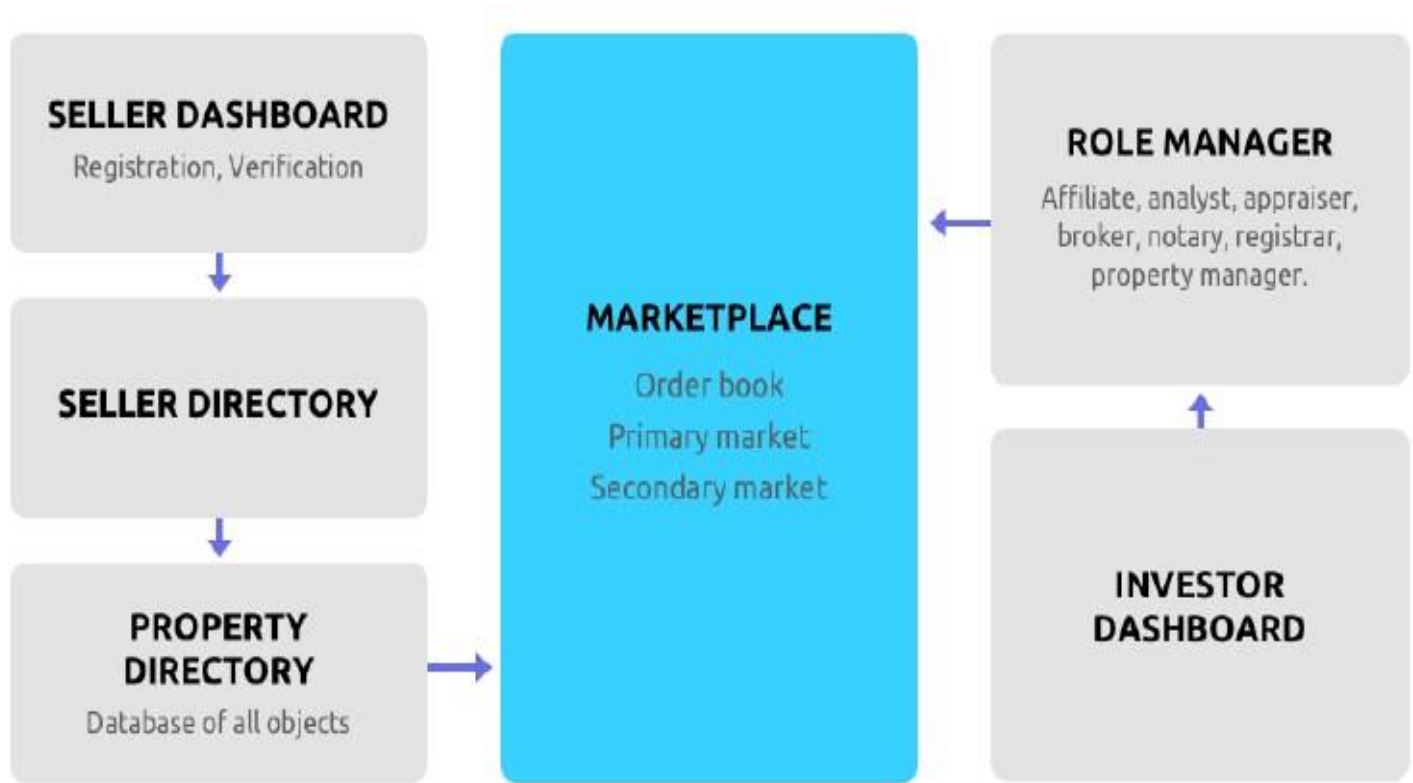 SELLER DASHBOARD
Registration, Verification
SELLER DIRECTORY
PROPERTY
DIRECTORY
Database of all objects
MARKETPLACE
Order book
Primary market
Secondary market
ROLE MANAGER
Affiliate, analyst, appraiser,
broker, notary, registrar,
property manager.
INVESTOR
DASHBOARD